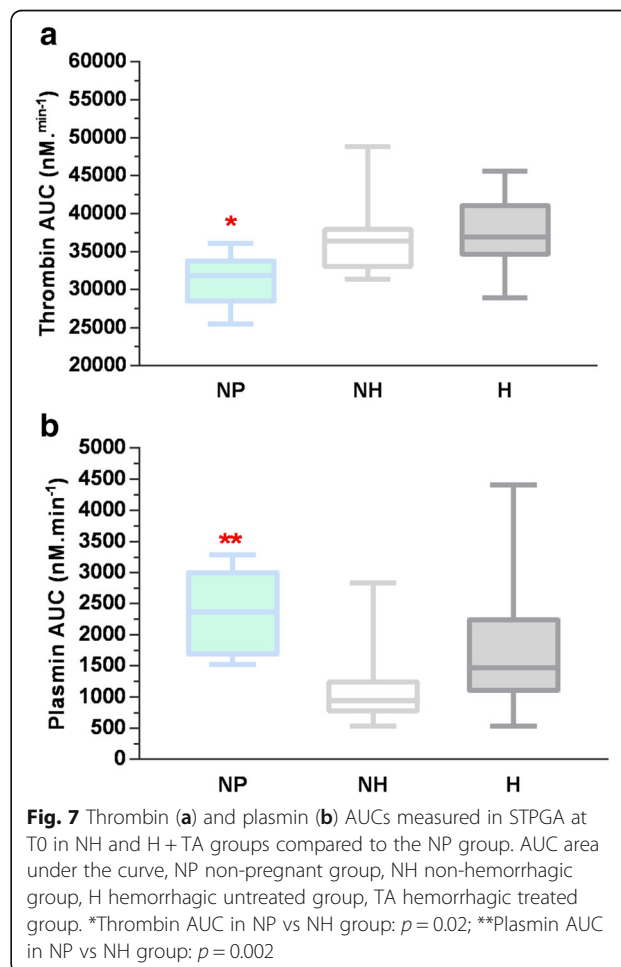 a
60000
55000
50000
45000
40000
35000
30000
25000
20000
Thrombin AUC (nM.min-1)
*
NP NH H
b
5000
4500
4000
3500
3000
2500
2000
1500
1000
500
0
Plasmin AUC (nM.min-1)
**
NP NH H
Fig. 7 Thrombin (a) and plasmin (b) AUCs measured in STPGA at
T0 in NH and H + TA groups compared to the NP group. AUC area
under the curve, NP non-pregnant group, NH non-hemorrhagic
group, H hemorrhagic untreated group, TA hemorrhagic treated
group. *Thrombin AUC in NP vs NH group: p = 0.02; **Plasmin AUC
in NP vs NH group: p = 0.002